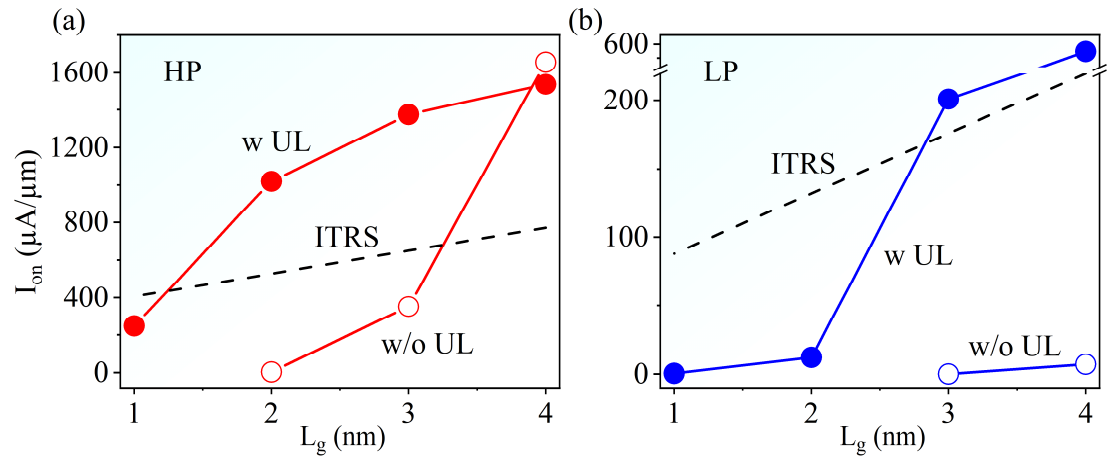 (a)
HP
w UL
ITRS
w/o UL
1600
1200
800
400
0
1
2
3
4
I_on (μA/μm)
L_g (nm)
(b)
LP
ITRS
w UL
w/o UL
600
200
100
0
1
2
3
4
L_g (nm)